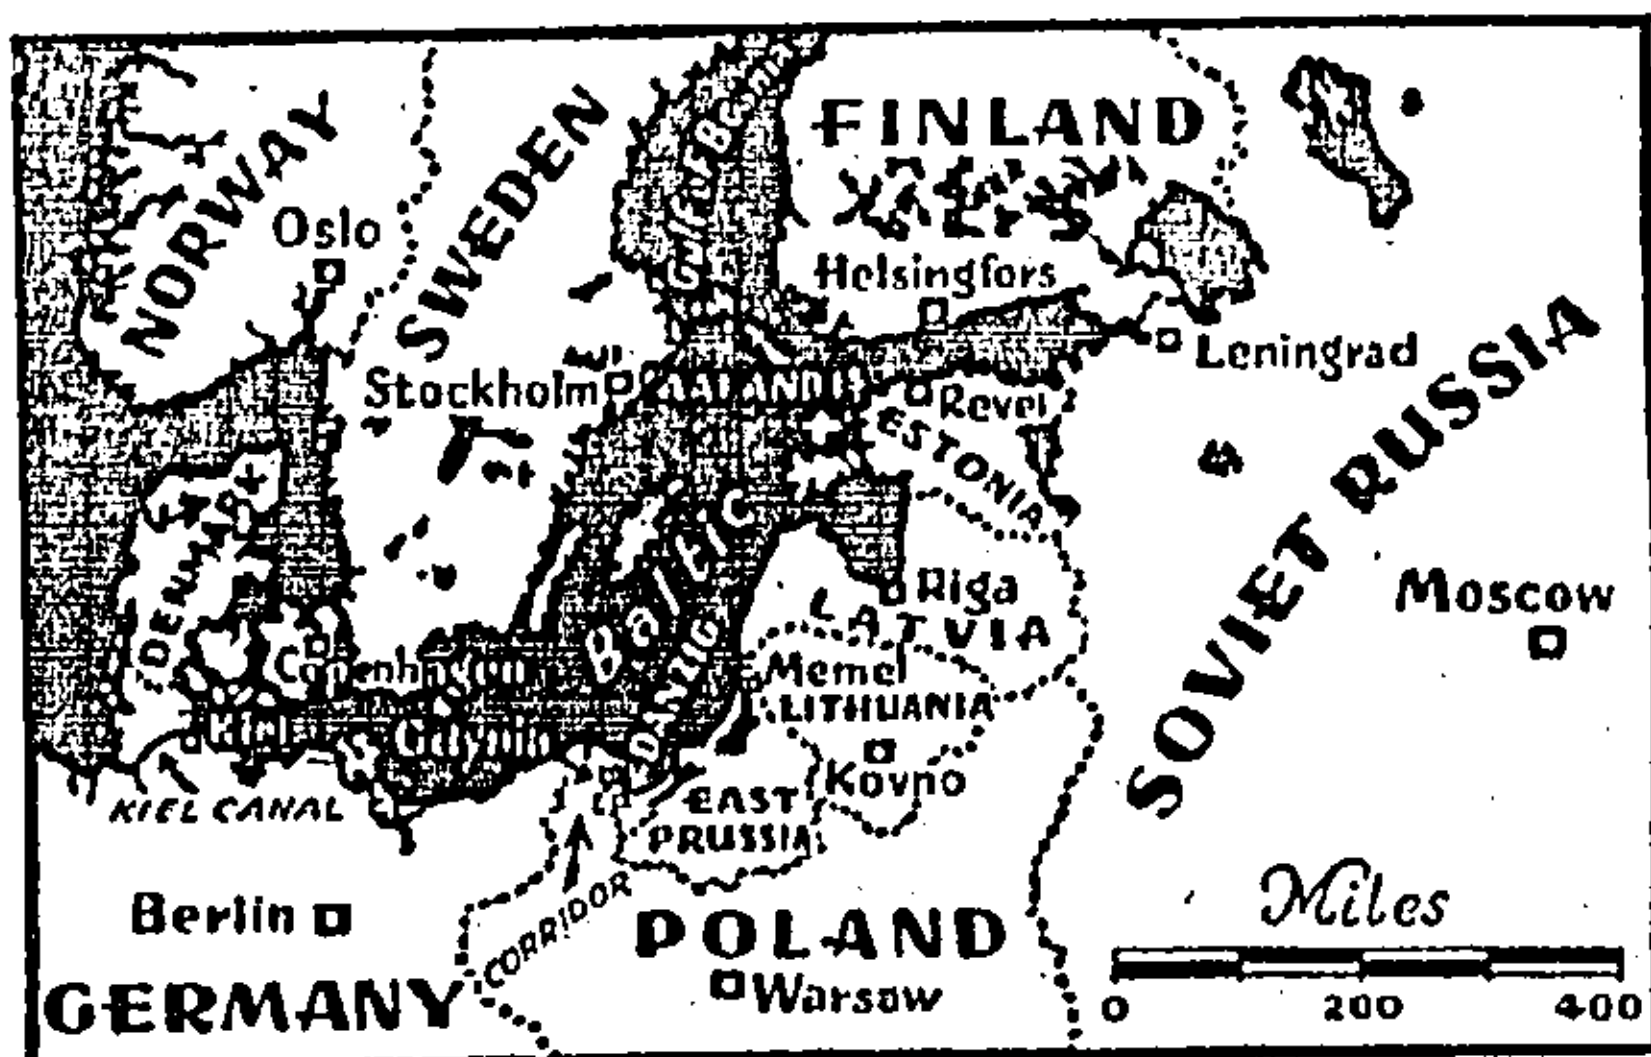 FINLAND
Gulf of Bothnia
NORWAY
SWEDEN
Oslo
Helsingfors
Leningrad
Stockholm
AALAND
Revel
ESTONIA
SOVIET RUSSIA
DENMARK
Baltic
Riga
LATVIA
Moscow
Copenhagen
DANZIG
Memel
LITHUANIA
Kiel
Gdynia
Kovno
KIEL CANAL
EAST
PRUSSIA
CORRIDOR
Berlin
POLAND
Miles
GERMANY
Warsaw
0 200 400